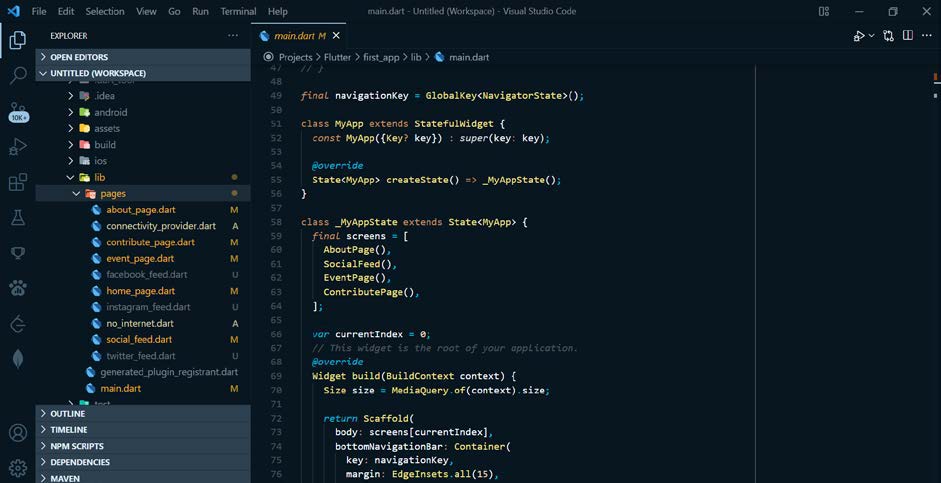 File Edit Selection View Go Run Terminal Help
main.dart - Untitled (Workspace) - Visual Studio Code
EXPLORER
OPEN EDITORS
UNTITLED (WORKSPACE)
.idea
android
assets
build
ios
lib
pages
about_page.dart M
connectivity_provider.dart A
contribute_page.dart M
event_page.dart M
facebook_feed.dart U
home_page.dart M
instagram_feed.dart U
no_internet.dart A
social_feed.dart M
twitter_feed.dart U
generated_plugin_registrant.dart
main.dart M
OUTLINE
TIMELINE
NPM SCRIPTS
DEPENDENCIES
MAVEN
10K+
main.dart M
Projects > Flutter > first_app > lib > main.dart
47 // }
48
49 final navigationKey = GlobalKey<NavigatorState>();
50
51 class MyApp extends StatefulWidget {
52 const MyApp({Key? key}) : super(key: key);
53
54 @override
55 State<MyApp> createState() => _MyAppState();
56 }
57
58 class _MyAppState extends State<MyApp> {
59 final screens = [
60 AboutPage(),
61 SocialFeed(),
62 EventPage(),
63 ContributePage(),
64 ];
65
66 var currentIndex = 0;
67 // This widget is the root of your application.
68 @override
69 Widget build(BuildContext context) {
70 Size size = MediaQuery.of(context).size;
71
72 return Scaffold(
73 body: screens[currentIndex],
74 bottomNavigationBar: Container(
75 key: navigationKey,
76 margin: EdgeInsets.all(15),